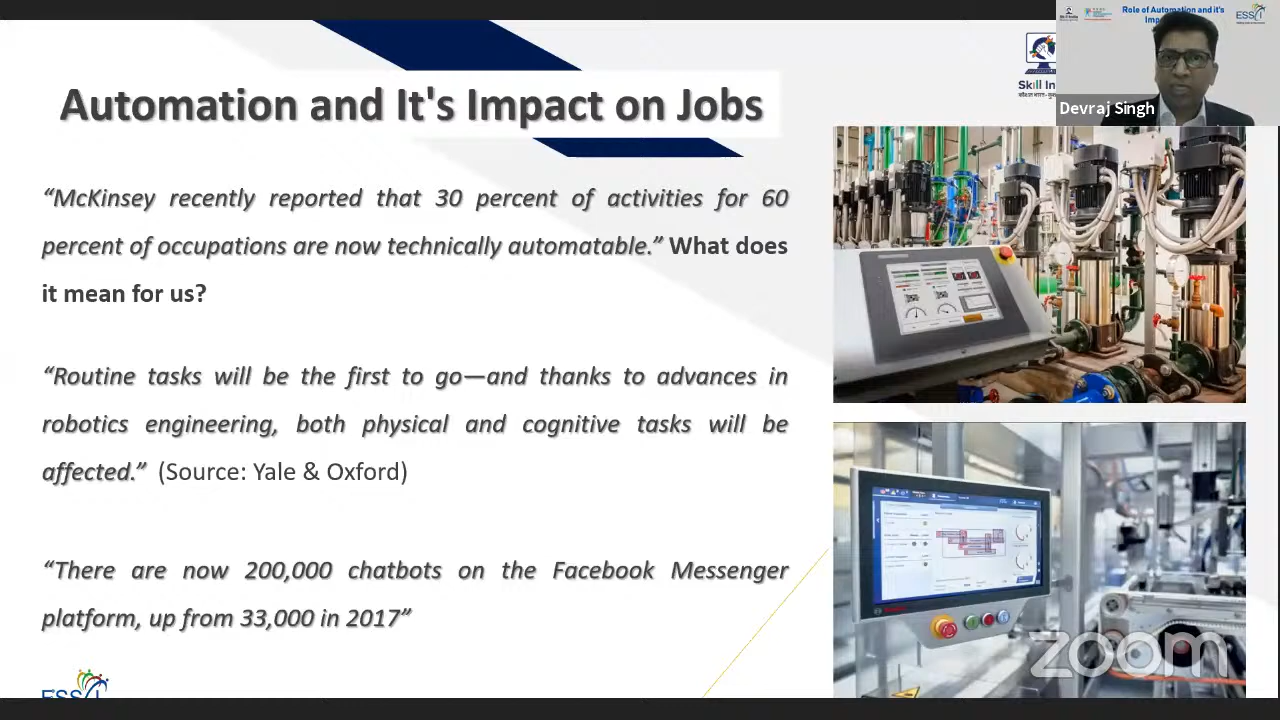 Role of Automation and it's
Imp
ESSCI
Skill In
Devraj Singh
Automation and It's Impact on Jobs
“McKinsey recently reported that 30 percent of activities for 60
percent of occupations are now technically automatable.” What does
it mean for us?
“Routine tasks will be the first to go—and thanks to advances in
robotics engineering, both physical and cognitive tasks will be
affected.” (Source: Yale & Oxford)
“There are now 200,000 chatbots on the Facebook Messenger
platform, up from 33,000 in 2017”
zoom